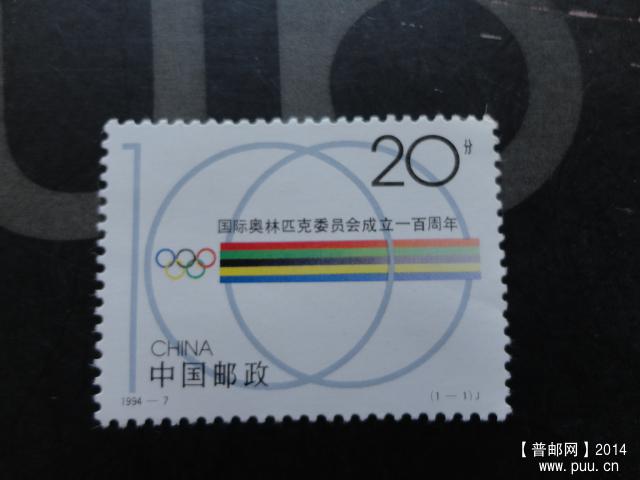 20分
国际奥林匹克委员会成立一百周年
CHINA
中国邮政
1994-7
(1-1)J
【普邮网】2014
www.puu.cn